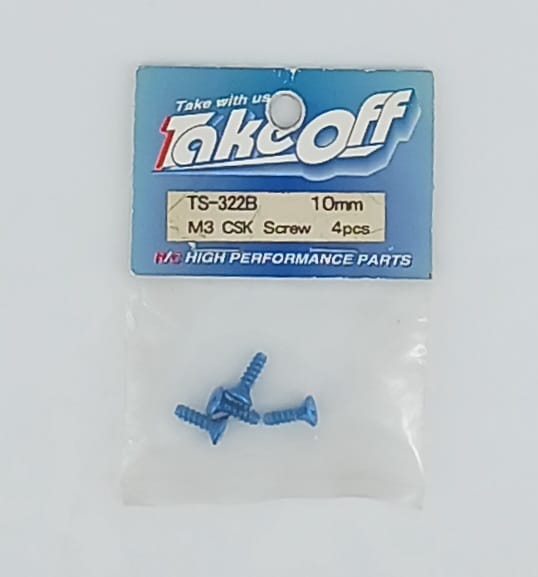 Take with us
TakeOff
TS-322B 10mm
M3 CSK Screw 4pcs
R/C HIGH PERFORMANCE PARTS